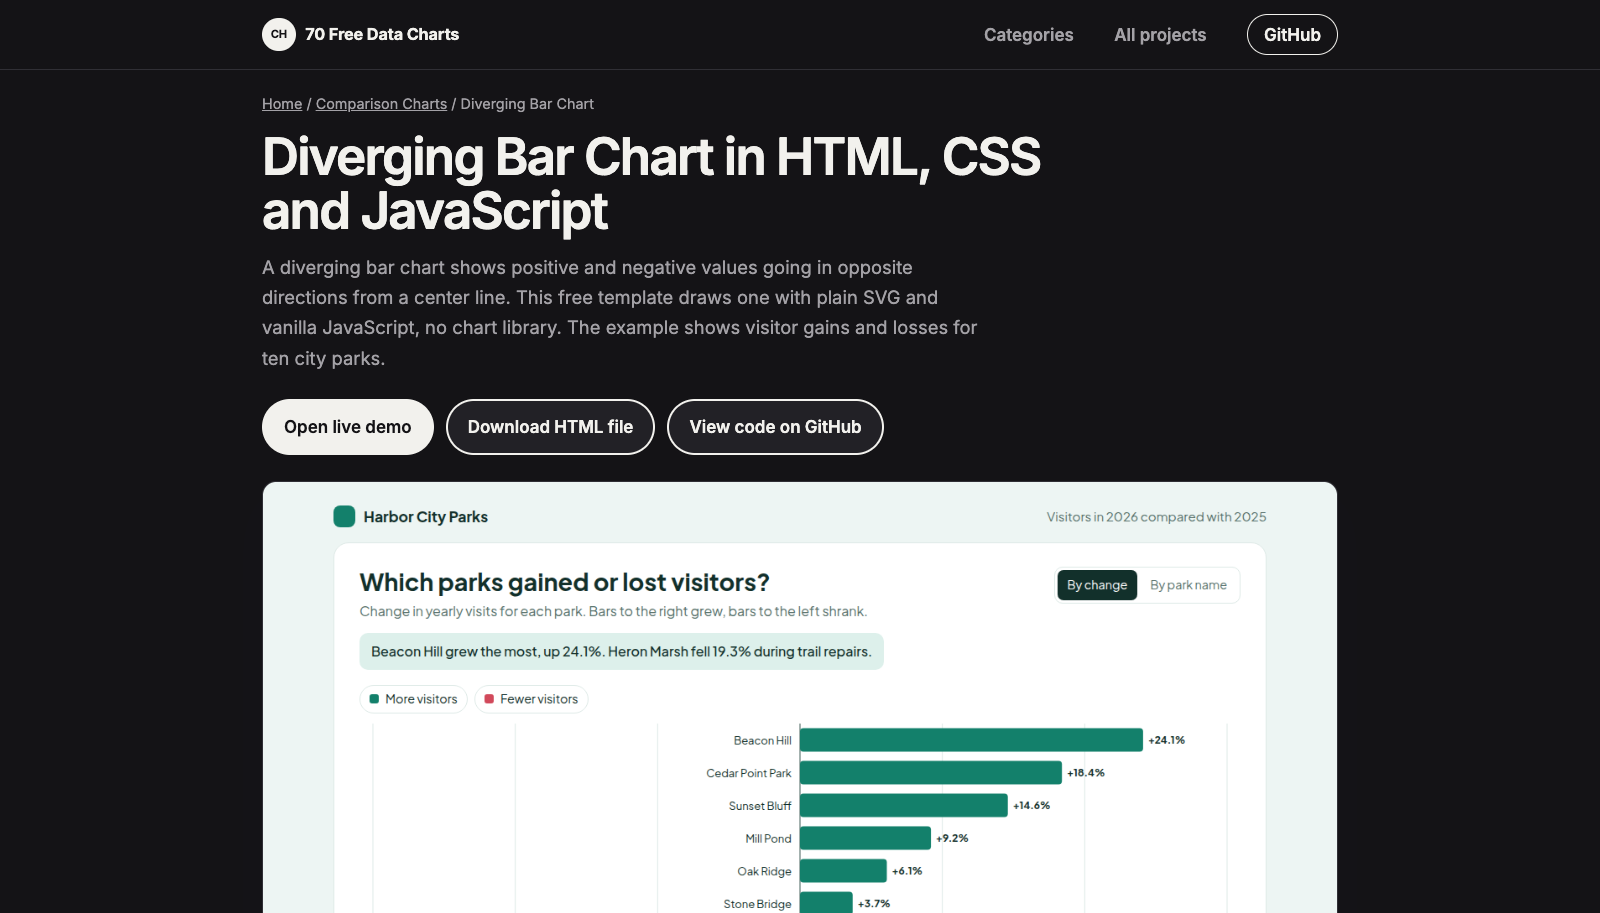 CH 70 Free Data Charts
Categories All projects GitHub
Home / Comparison Charts / Diverging Bar Chart
Diverging Bar Chart in HTML, CSS
and JavaScript
A diverging bar chart shows positive and negative values going in opposite
directions from a center line. This free template draws one with plain SVG and
vanilla JavaScript, no chart library. The example shows visitor gains and losses for
ten city parks.
Open live demo Download HTML file View code on GitHub
Harbor City Parks
Visitors in 2026 compared with 2025
Which parks gained or lost visitors?
By change By park name
Change in yearly visits for each park. Bars to the right grew, bars to the left shrank.
Beacon Hill grew the most, up 24.1%. Heron Marsh fell 19.3% during trail repairs.
More visitors Fewer visitors
Beacon Hill +24.1%
Cedar Point Park +18.4%
Sunset Bluff +14.6%
Mill Pond +9.2%
Oak Ridge +6.1%
Stone Bridge +3.7%